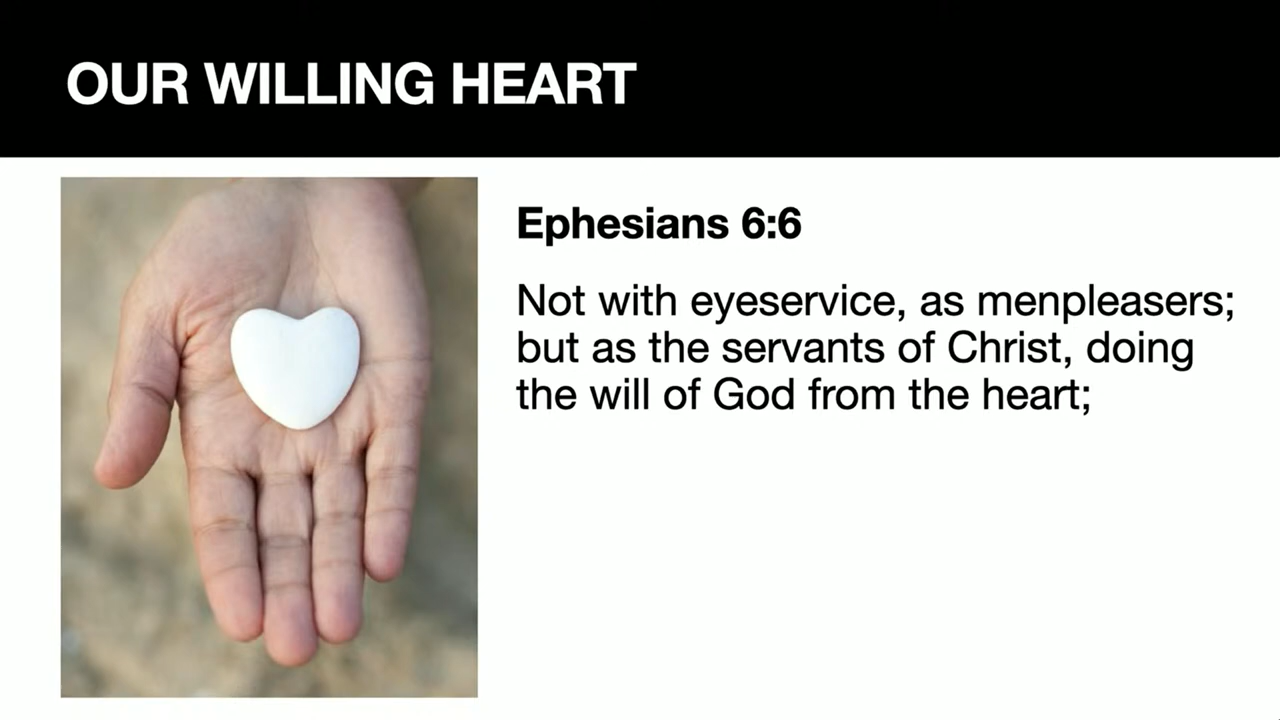 OUR WILLING HEART
Ephesians 6:6
Not with eyeservice, as menpleasers;
but as the servants of Christ, doing
the will of God from the heart;